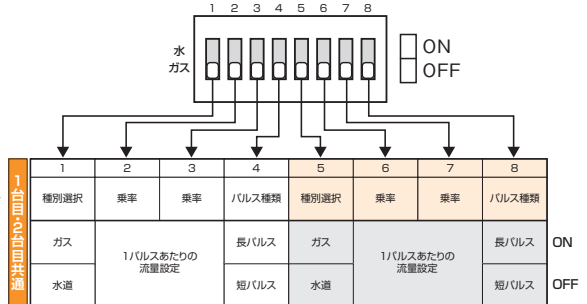 1 2 3 4 5 6 7 8
水
ガス
ON
OFF
1台目・2台目共通
1 2 3 4 5 6 7 8
種別選択 乗率 乗率 パルス種類 種別選択 乗率 乗率 パルス種類
ガス 1パルスあたりの
流量設定 長パルス ガス 1パルスあたりの
流量設定 長パルス ON
水道 短パルス 水道 短パルス OFF